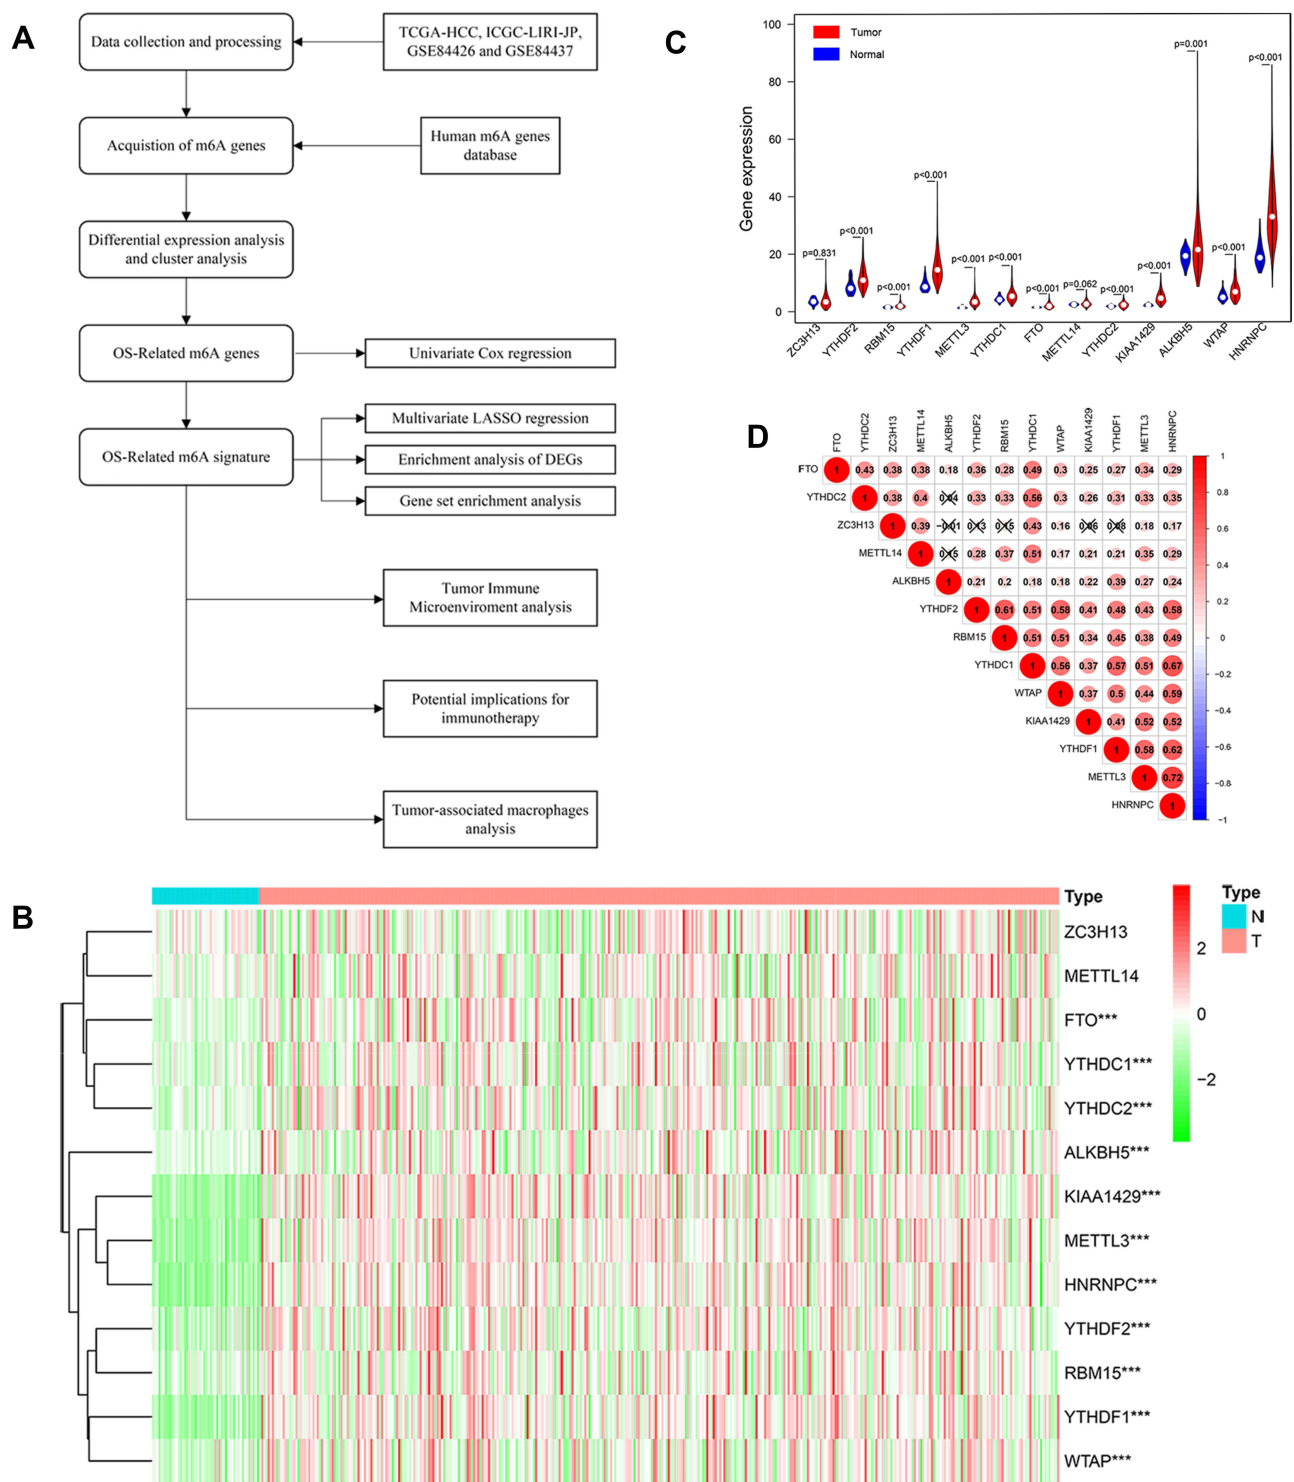 A
Data collection and processing
TCGA-HCC, ICGC-LIRI-JP,
GSE84426 and GSE84437
Acquistion of m6A genes
Human m6A genes
database
Differential expression analysis
and cluster analysis
OS-Related m6A genes
Univariate Cox regression
OS-Related m6A signature
Multivariate LASSO regression
Enrichment analysis of DEGs
Gene set enrichment analysis
Tumor Immune
Microenviroment analysis
Potential implications for
immunotherapy
Tumor-associated macrophages
analysis
C
Tumor
Normal
Gene expression
100
80
60
40
20
0
p=0.831
p<0.001
p<0.001
p<0.001
p<0.001
p<0.001
p<0.001
p=0.062
p<0.001
p<0.001
p=0.001
p<0.001
p<0.001
ZC3H13
YTHDF2
RBM15
YTHDF1
METTL3
YTHDC1
FTO
METTL14
YTHDC2
KIAA1429
ALKBH5
WTAP
HNRNPC
D
FTO YTHDC2 ZC3H13 METTL14 ALKBH5 YTHDF2 RBM15 YTHDC1 WTAP KIAA1429 YTHDF1 METTL3 HNRNPC
FTO 1 0.43 0.38 0.38 0.18 0.36 0.28 0.49 0.3 0.25 0.27 0.34 0.29
YTHDC2 1 0.38 0.4 0.04 0.33 0.33 0.56 0.3 0.26 0.31 0.33 0.35
ZC3H13 1 0.39 −0.01 0.13 0.15 0.43 0.16 0.06 0.08 0.18 0.17
METTL14 1 0.15 0.28 0.37 0.51 0.17 0.21 0.21 0.35 0.29
ALKBH5 1 0.21 0.2 0.18 0.18 0.22 0.39 0.27 0.24
YTHDF2 1 0.61 0.51 0.58 0.41 0.48 0.43 0.58
RBM15 1 0.51 0.51 0.34 0.45 0.38 0.49
YTHDC1 1 0.56 0.37 0.57 0.51 0.67
WTAP 1 0.37 0.5 0.44 0.59
KIAA1429 1 0.41 0.52 0.52
YTHDF1 1 0.58 0.62
METTL3 1 0.72
HNRNPC 1
1
0.8
0.6
0.4
0.2
0
−0.2
−0.4
−0.6
−0.8
−1
B
Type
ZC3H13
METTL14
FTO***
YTHDC1***
YTHDC2***
ALKBH5***
KIAA1429***
METTL3***
HNRNPC***
YTHDF2***
RBM15***
YTHDF1***
WTAP***
2
0
−2
Type
N
T